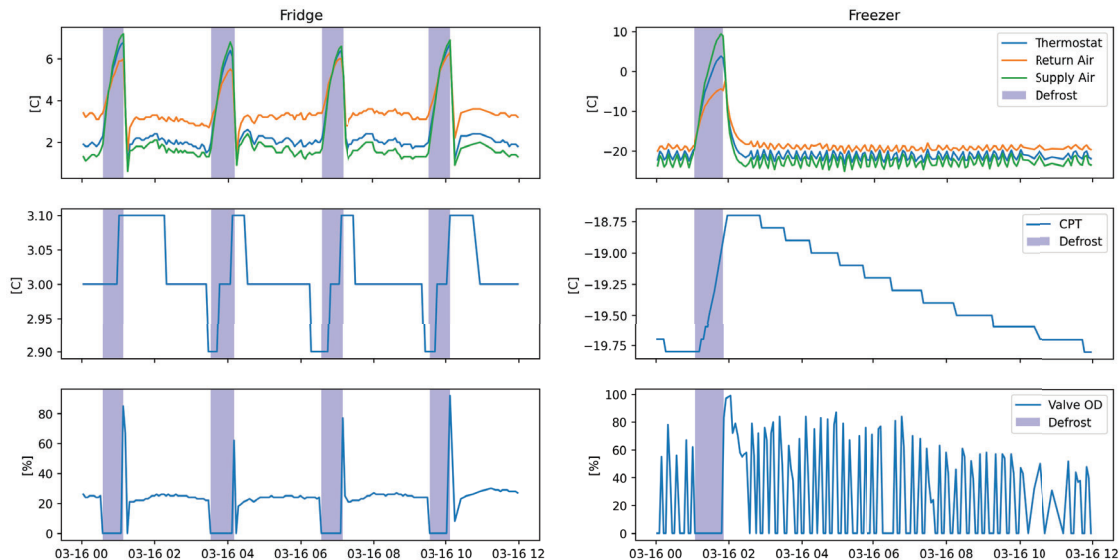 Fridge
Freezer
[C]
6
4
2
[C]
10
0
−10
−20
Thermostat
Return Air
Supply Air
Defrost
[C]
3.10
3.05
3.00
2.95
2.90
[C]
−18.75
−19.00
−19.25
−19.50
−19.75
CPT
Defrost
[%]
80
60
40
20
0
03-16 00 03-16 02 03-16 04 03-16 06 03-16 08 03-16 10 03-16 12
[%]
100
80
60
40
20
0
Valve OD
Defrost
03-16 00 03-16 02 03-16 04 03-16 06 03-16 08 03-16 10 03-16 12